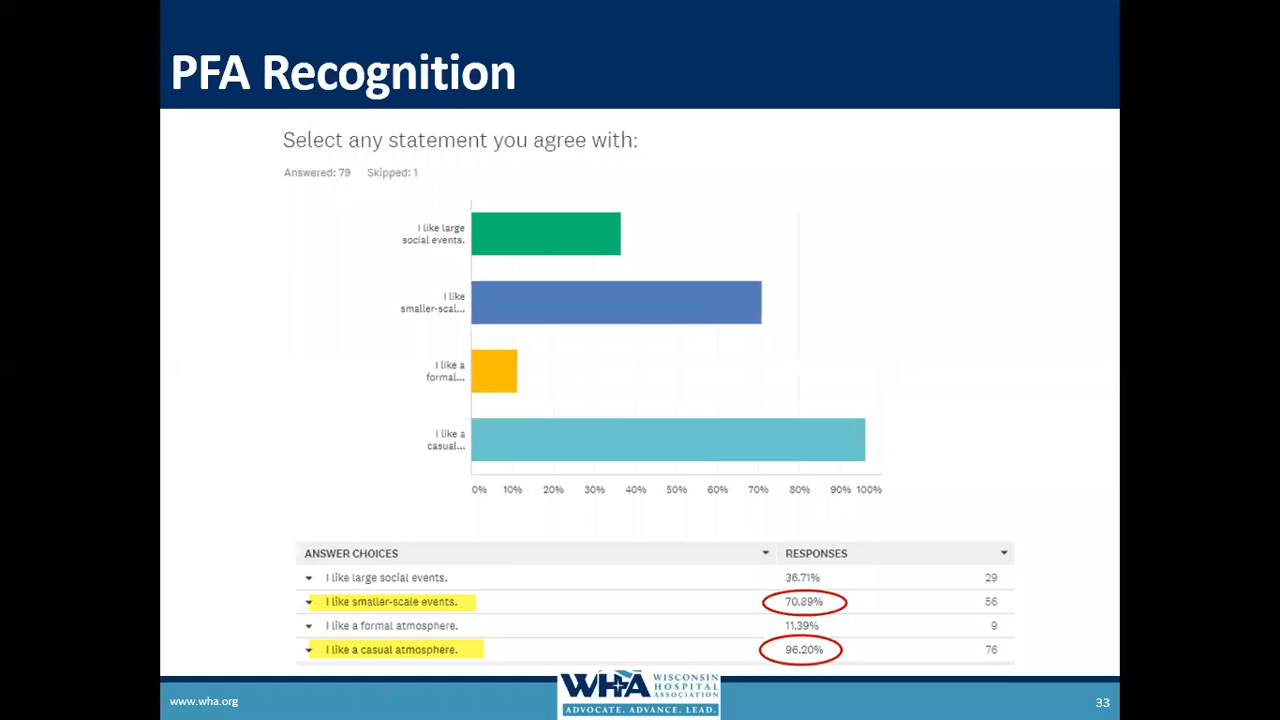 PFA Recognition
Select any statement you agree with:
Answered: 79 Skipped: 1
I like large
social events.
I like
smaller-scal...
I like a
formal...
I like a
casual...
0% 10% 20% 30% 40% 50% 60% 70% 80% 90% 100%
ANSWER CHOICES RESPONSES
I like large social events. 36.71% 29
I like smaller-scale events. 70.89% 56
I like a formal atmosphere. 11.39% 9
I like a casual atmosphere. 96.20% 76
www.wha.org
WHA WISCONSIN
HOSPITAL
ASSOCIATION
ADVOCATE. ADVANCE. LEAD.
33